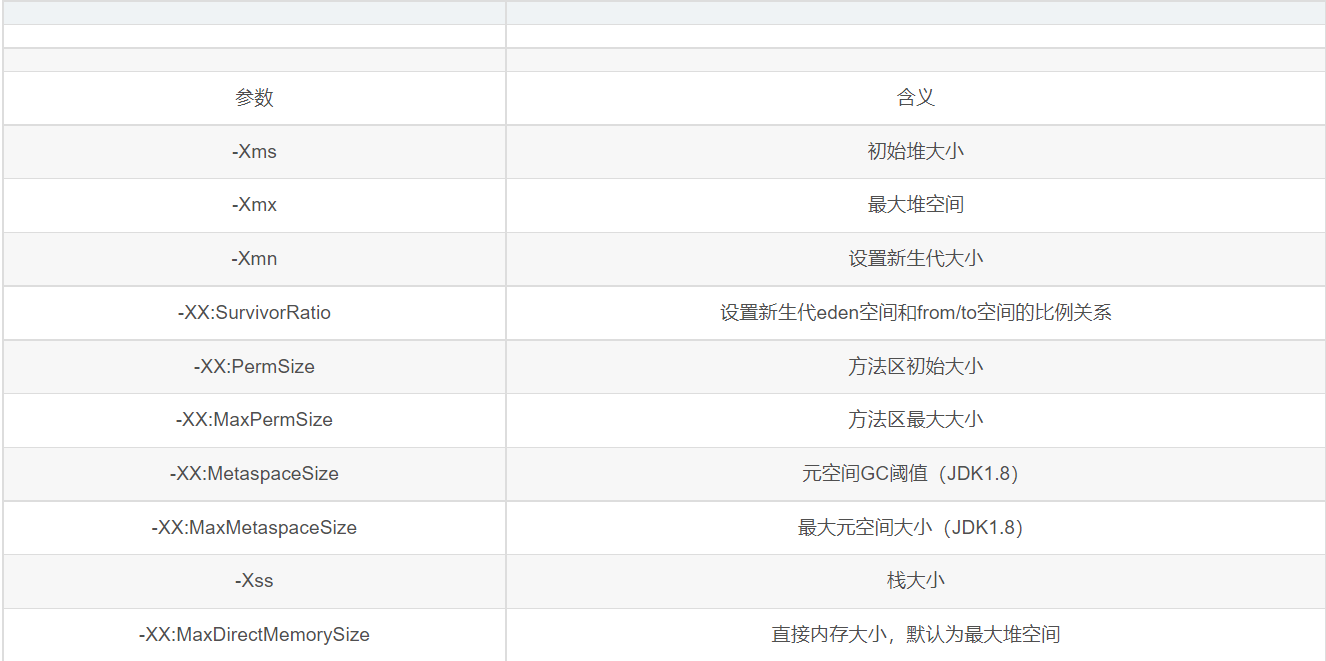 参数 含义
-Xms 初始堆大小
-Xmx 最大堆空间
-Xmn 设置新生代大小
-XX:SurvivorRatio 设置新生代eden空间和from/to空间的比例关系
-XX:PermSize 方法区初始大小
-XX:MaxPermSize 方法区最大大小
-XX:MetaspaceSize 元空间GC阈值（JDK1.8）
-XX:MaxMetaspaceSize 最大元空间大小（JDK1.8）
-Xss 栈大小
-XX:MaxDirectMemorySize 直接内存大小，默认为最大堆空间